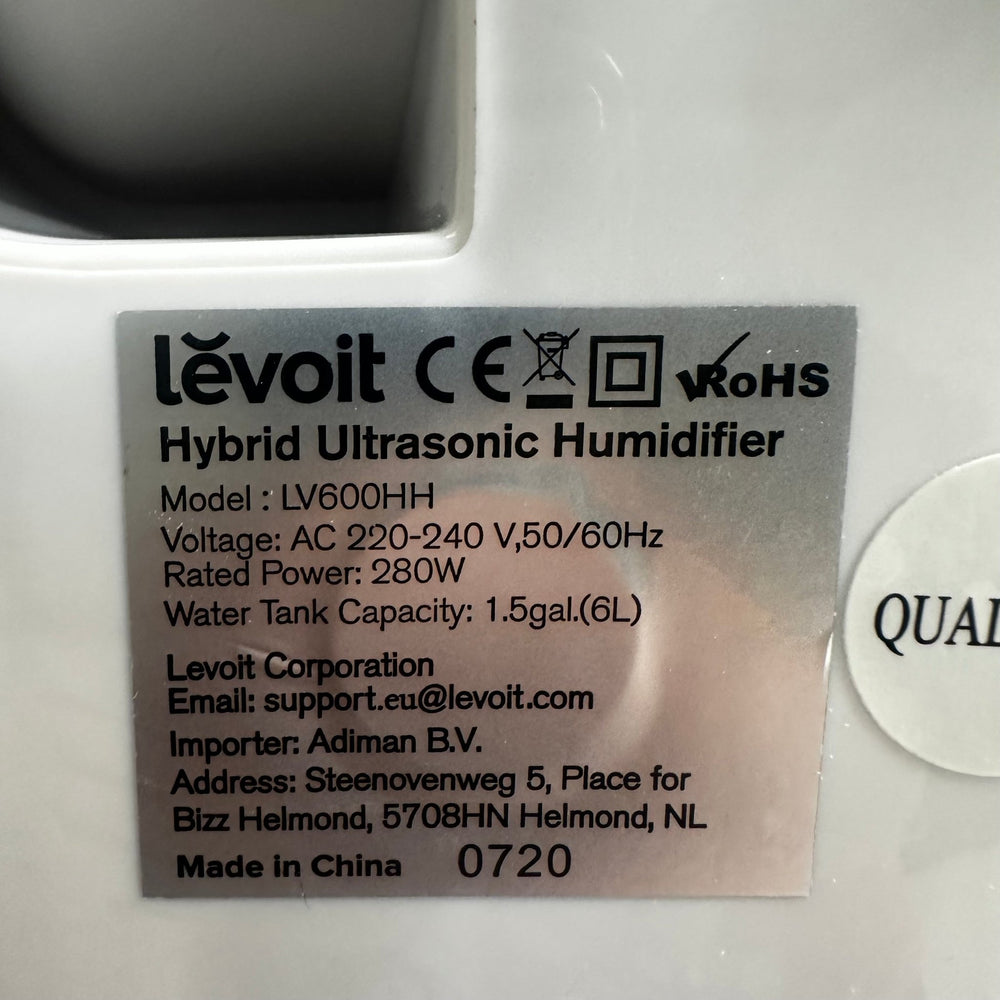 lĕvoit CE RoHS
Hybrid Ultrasonic Humidifier
Model : LV600HH
Voltage: AC 220-240 V,50/60Hz
Rated Power: 280W
Water Tank Capacity: 1.5gal.(6L)
Levoit Corporation
Email: support.eu@levoit.com
Importer: Adiman B.V.
Address: Steenovenweg 5, Place for
Bizz Helmond, 5708HN Helmond, NL
Made in China 0720